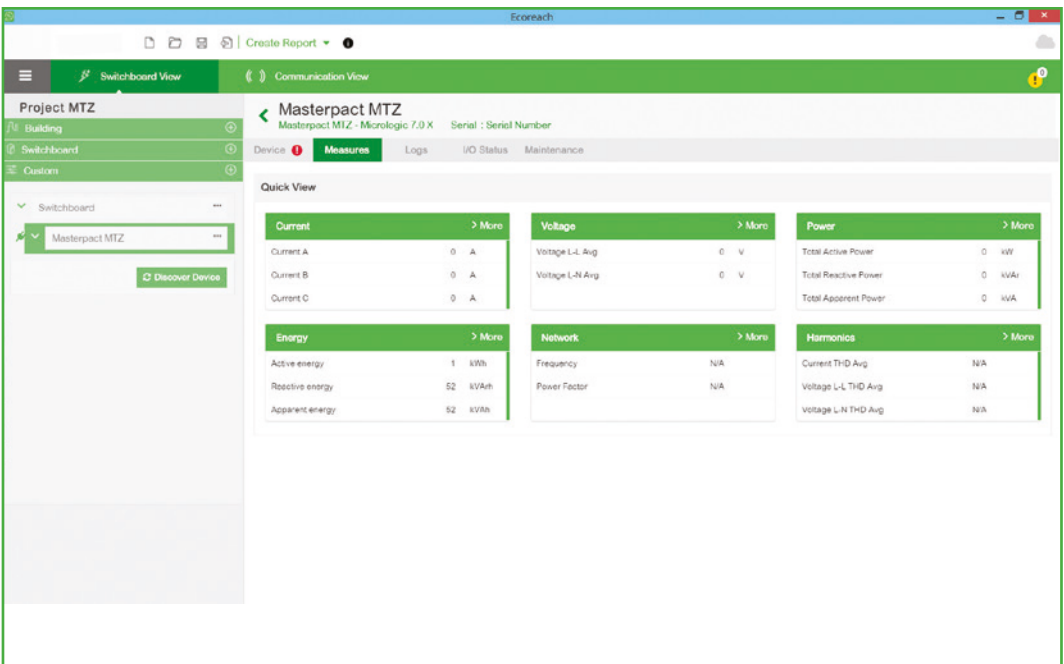 Ecoreach
Create Report
Switchboard View
Communication View
0
Project MTZ
Building
Switchboard
Custom
Switchboard
Masterpact MTZ
Discover Device
Masterpact MTZ
Masterpact MTZ - Micrologic 7.0 X Serial : Serial Number
Device Measures Logs I/O Status Maintenance
Quick View
Current > More
Current A 0 A
Current B 0 A
Current C 0 A
Voltage > More
Voltage L-L Avg 0 V
Voltage L-N Avg 0 V
Power > More
Total Active Power 0 kW
Total Reactive Power 0 kVAr
Total Apparent Power 0 kVA
Energy > More
Active energy 1 kWh
Reactive energy 52 kVArh
Apparent energy 52 kVAh
Network > More
Frequency N/A
Power Factor N/A
Harmonics > More
Current THD Avg N/A
Voltage L-L THD Avg N/A
Voltage L-N THD Avg N/A